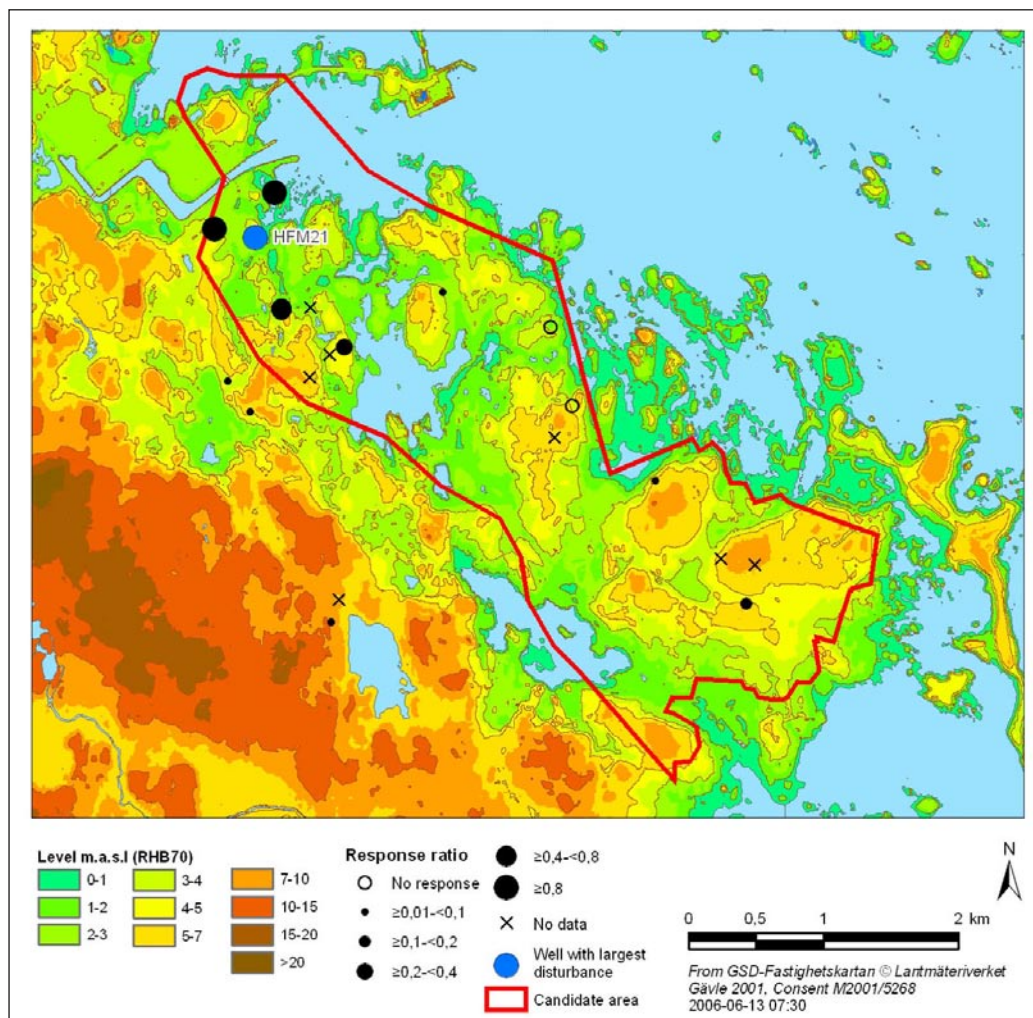 HFM21
Level m.a.s.l (RHB70)
0-1
1-2
2-3
3-4
4-5
5-7
7-10
10-15
15-20
>20
Response ratio
No response
≥0,01-<0,1
≥0,1-<0,2
≥0,2-<0,4
≥0,4-<0,8
≥0,8
No data
Well with largest
disturbance
Candidate area
N
0 0,5 1 2 km
From GSD-Fastighetskartan © Lantmäteriverket
Gävle 2001, Consent M2001/5268
2006-06-13 07:30